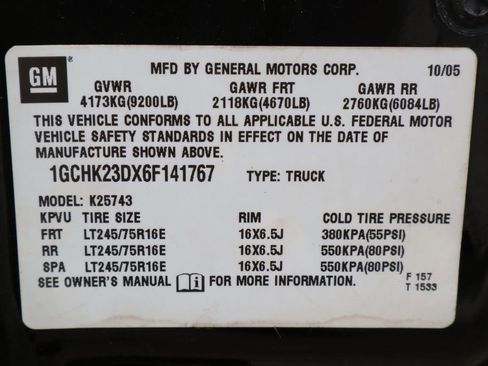 GM ® MFD BY GENERAL MOTORS CORP. 10/05
GVWR GAWR FRT GAWR RR
4173KG(9200LB) 2118KG(4670LB) 2760KG(6084LB)
THIS VEHICLE CONFORMS TO ALL APPLICABLE U.S. FEDERAL MOTOR
VEHICLE SAFETY STANDARDS IN EFFECT ON THE DATE OF
MANUFACTURE SHOWN ABOVE.
1GCHK23DX6F141767 TYPE: TRUCK
MODEL: K25743
KPVU TIRE SIZE RIM COLD TIRE PRESSURE
FRT LT245/75R16E 16X6.5J 380KPA(55PSI)
RR LT245/75R16E 16X6.5J 550KPA(80PSI)
SPA LT245/75R16E 16X6.5J 550KPA(80PSI)
SEE OWNER'S MANUAL FOR MORE INFORMATION. F 157
T 1533